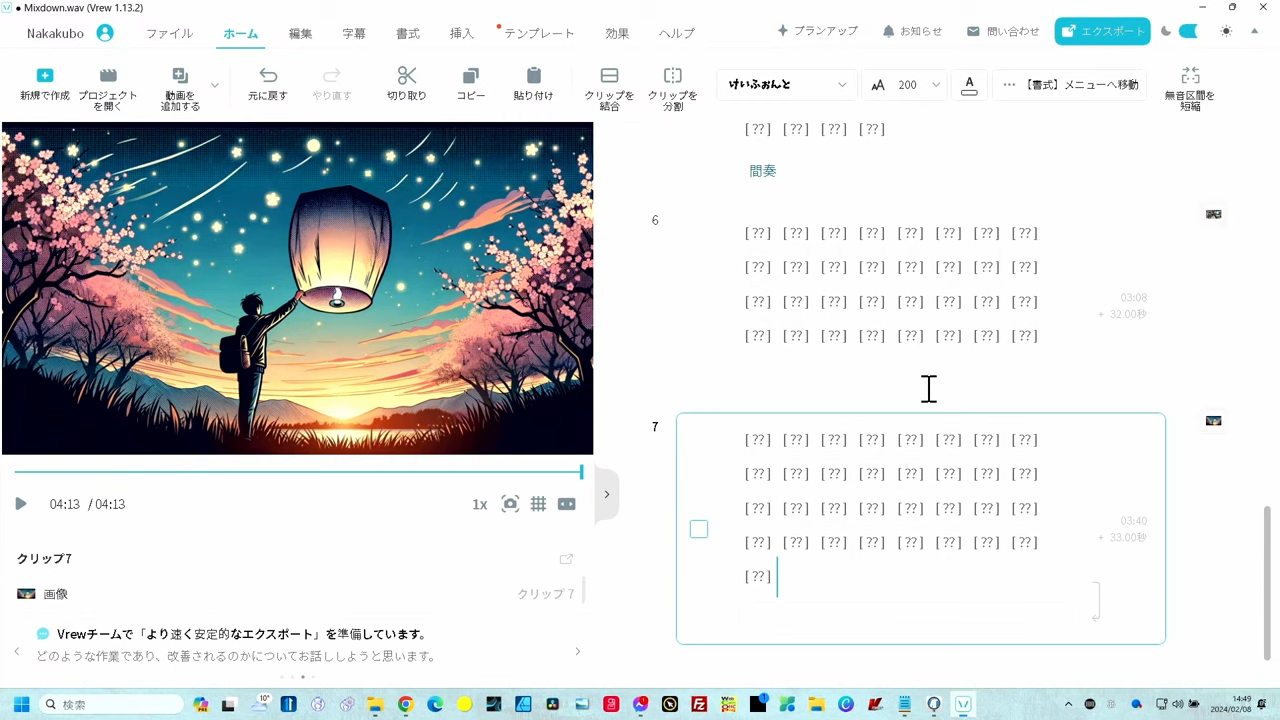 ● Mixdown.wav (Vrew 1.13.2)
Nakakubo ファイル ホーム 編集 字幕 書式 挿入 テンプレート 効果 ヘルプ プランアップ お知らせ 問い合わせ エクスポート
新規で作成 プロジェクトを開く 動画を追加する 元に戻す やり直す 切り取り コピー 貼り付け クリップを結合 クリップを分割 けいふぉんと 200 【書式】メニューへ移動 無音区間を短縮
[??] [??] [??] [??]
間奏
6
[??] [??] [??] [??] [??] [??] [??] [??]
[??] [??] [??] [??] [??] [??] [??] [??]
[??] [??] [??] [??] [??] [??] [??] [??]
[??] [??] [??] [??] [??] [??] [??] [??]
03:08
+ 32.00秒
7
[??] [??] [??] [??] [??] [??] [??] [??]
[??] [??] [??] [??] [??] [??] [??] [??]
[??] [??] [??] [??] [??] [??] [??] [??]
[??] [??] [??] [??] [??] [??] [??] [??]
[??]
03:40
+ 33.00秒
04:13 / 04:13 1x
クリップ7
画像 クリップ 7
Vrewチームで「より速く安定的なエクスポート」を準備しています。
どのような作業であり、改善されるのかについてお話ししようと思います。
検索 10° 14:49
2024/02/08